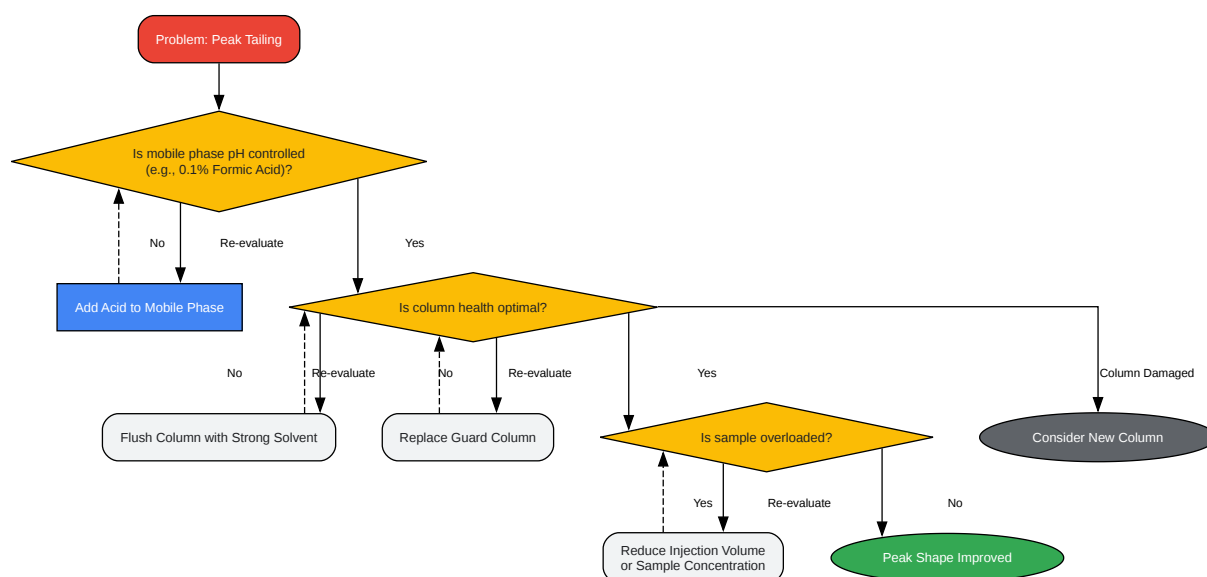 Problem: Peak Tailing
Is mobile phase pH controlled
(e.g., 0.1% Formic Acid)?
No
Re-evaluate
Yes
Add Acid to Mobile Phase
Is column health optimal?
No
Re-evaluate
No
Re-evaluate
Yes
Column Damaged
Flush Column with Strong Solvent
Replace Guard Column
Is sample overloaded?
Consider New Column
Yes
Re-evaluate
No
Reduce Injection Volume
or Sample Concentration
Peak Shape Improved